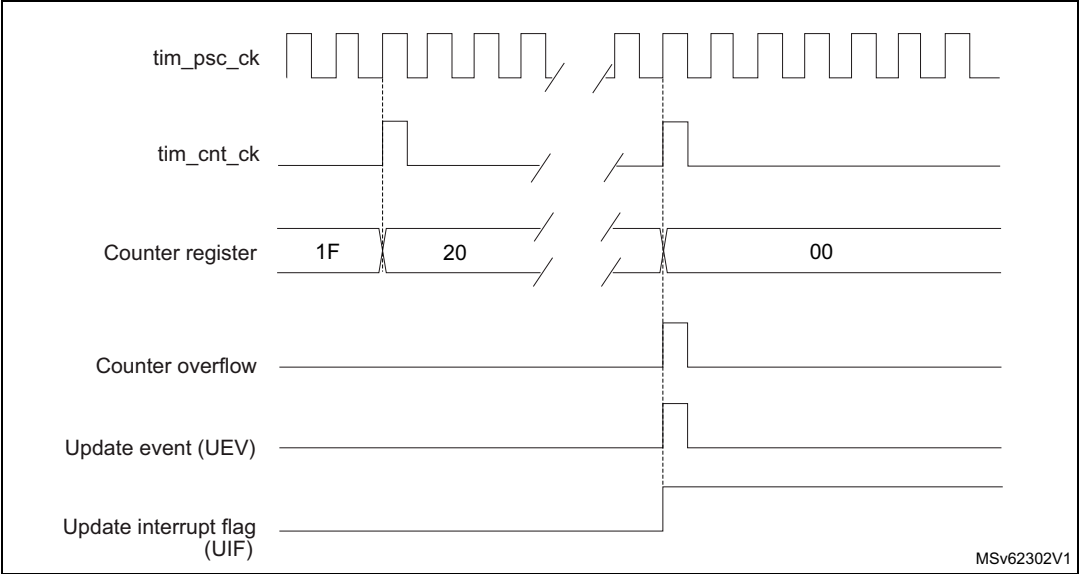 tim_psc_ck
tim_cnt_ck
Counter register
1F
20
00
Counter overflow
Update event (UEV)
Update interrupt flag
(UIF)
MSv62302V1